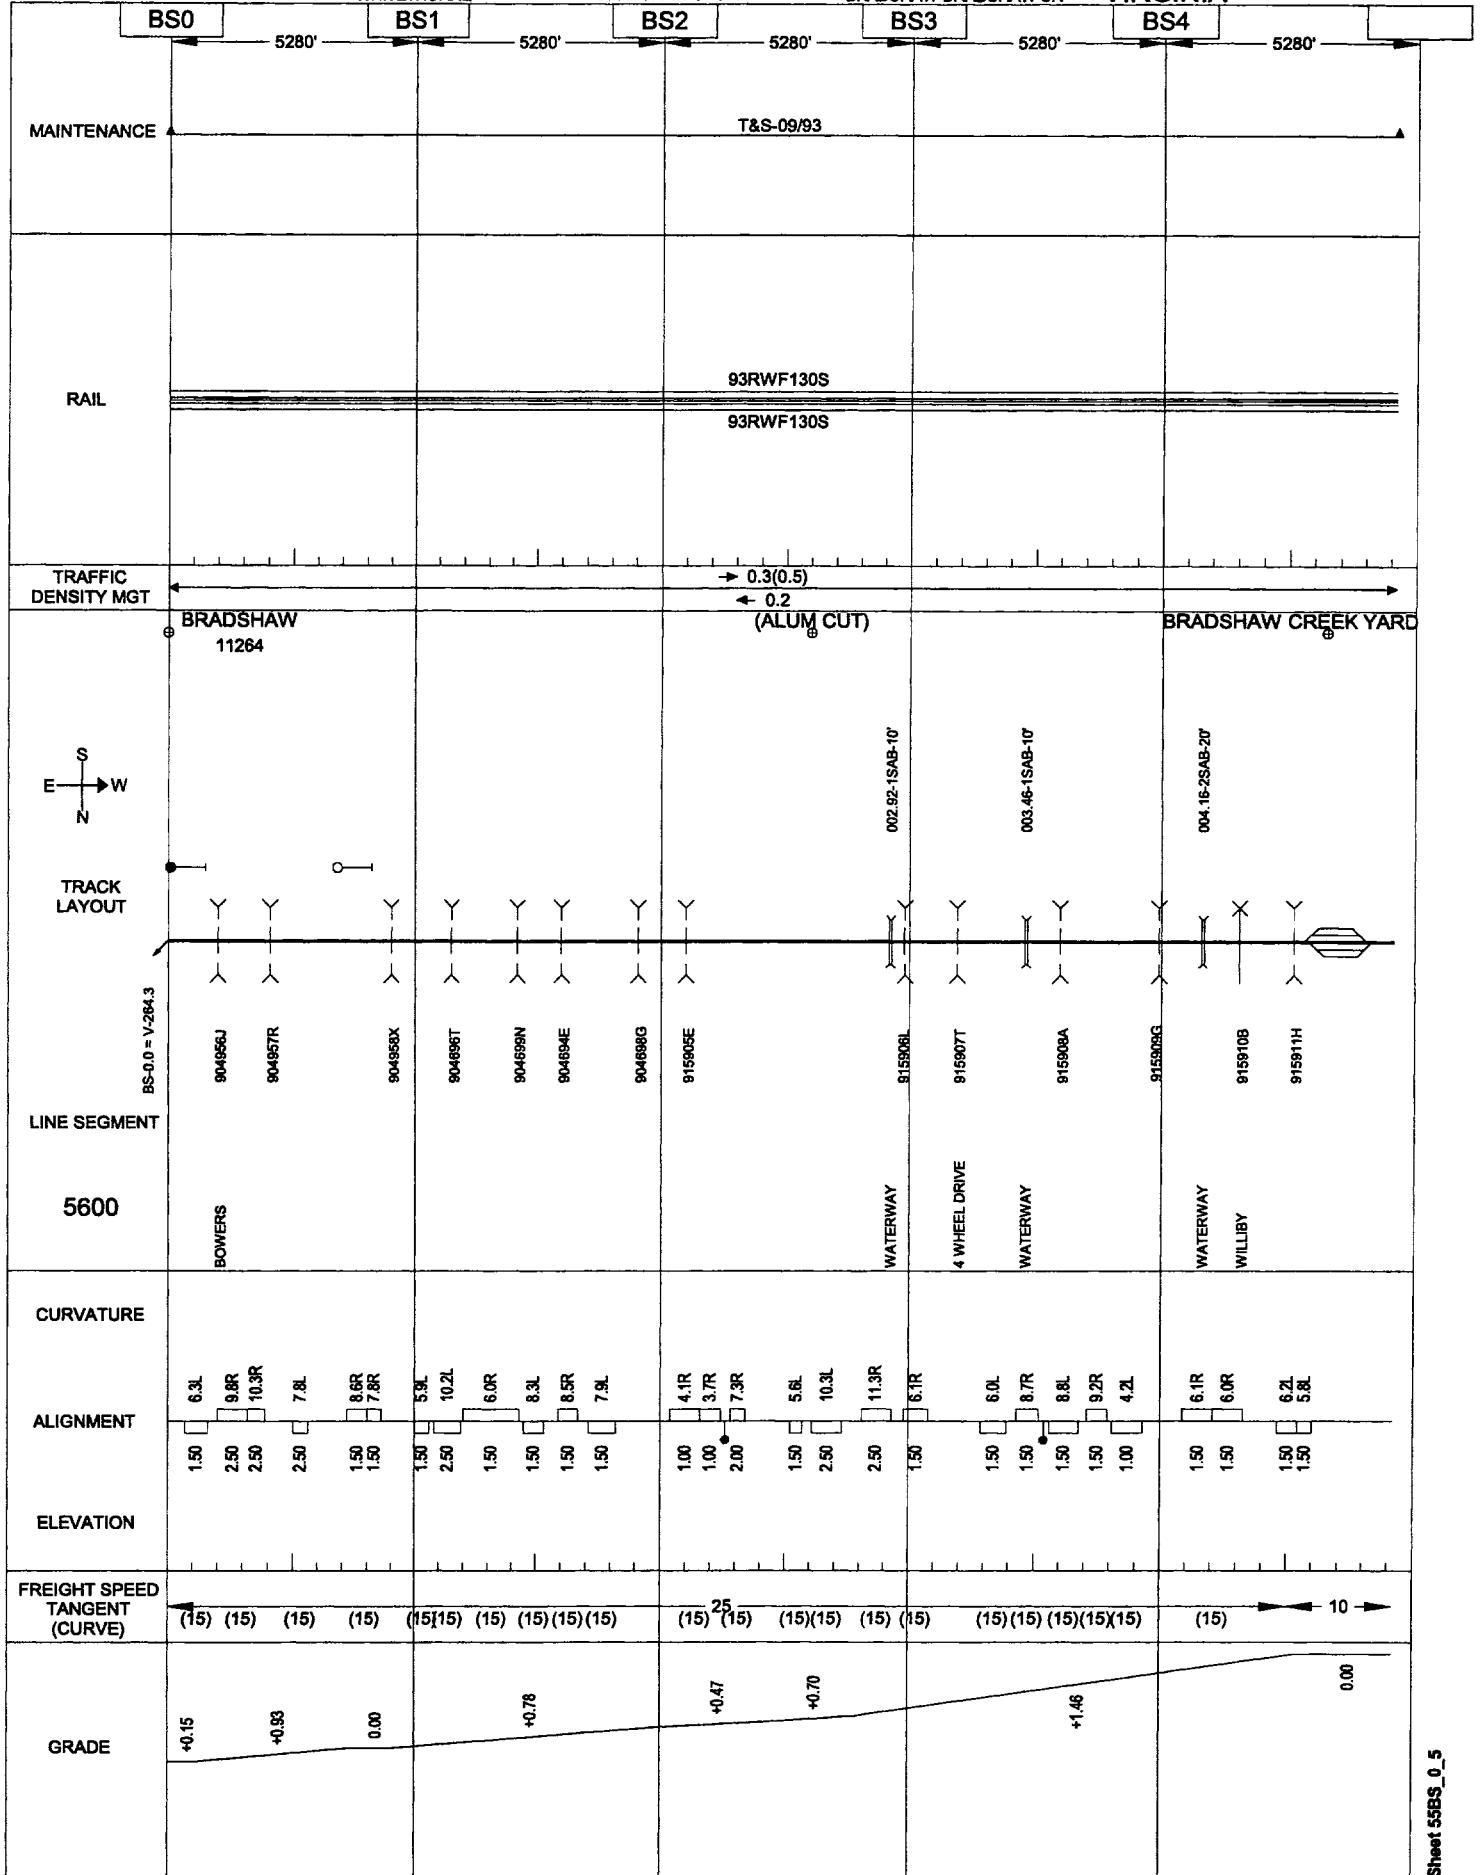 BS0 BS1 BS2 BS3 BS4
5280' 5280' 5280' 5280' 5280'
MAINTENANCE
T&S-09/93
RAIL
93RWF130S
93RWF130S
TRAFFIC
DENSITY MGT
0.3(0.5)
0.2
BRADSHAW
11264
(ALUM CUT)
BRADSHAW CREEK YARD
S
E W
N
002.92-1SAB-10'
003.46-1SAB-10'
004.16-2SAB-20'
TRACK
LAYOUT
BS-0.0 = V-264.3
904956J
904957R
904958X
904696T
904699N
904694E
904698G
915905E
915906L
915907T
915908A
915909G
915910B
915911H
LINE SEGMENT
5600
BOWERS
WATERWAY
4 WHEEL DRIVE
WATERWAY
WATERWAY
WILLIBY
CURVATURE
6.3L 9.8R 10.3R 7.8L 8.6R 7.8R 5.9L 10.2L 6.0R 8.3L 8.5R 7.9L 4.1R 3.7R 7.3R 5.6L 10.3L 11.3R 6.1R 6.0L 8.7R 8.8L 9.2R 4.2L 6.1R 6.0R 6.2L 5.8L
ALIGNMENT
1.50 2.50 2.50 2.50 1.50 1.50 1.50 2.50 1.50 1.50 1.50 1.50 1.00 1.00 2.00 1.50 2.50 2.50 1.50 1.50 1.50 1.50 1.50 1.00 1.50 1.50 1.50 1.50
ELEVATION
FREIGHT SPEED
TANGENT
(CURVE)
25 10
(15) (15) (15) (15) (15) (15) (15) (15) (15) (15) (15) (15) (15) (15) (15) (15) (15) (15) (15) (15) (15) (15)
GRADE
+0.15 +0.93 0.00 +0.78 +0.47 +0.70 +1.46 0.00
Sheet 55BS_0_5